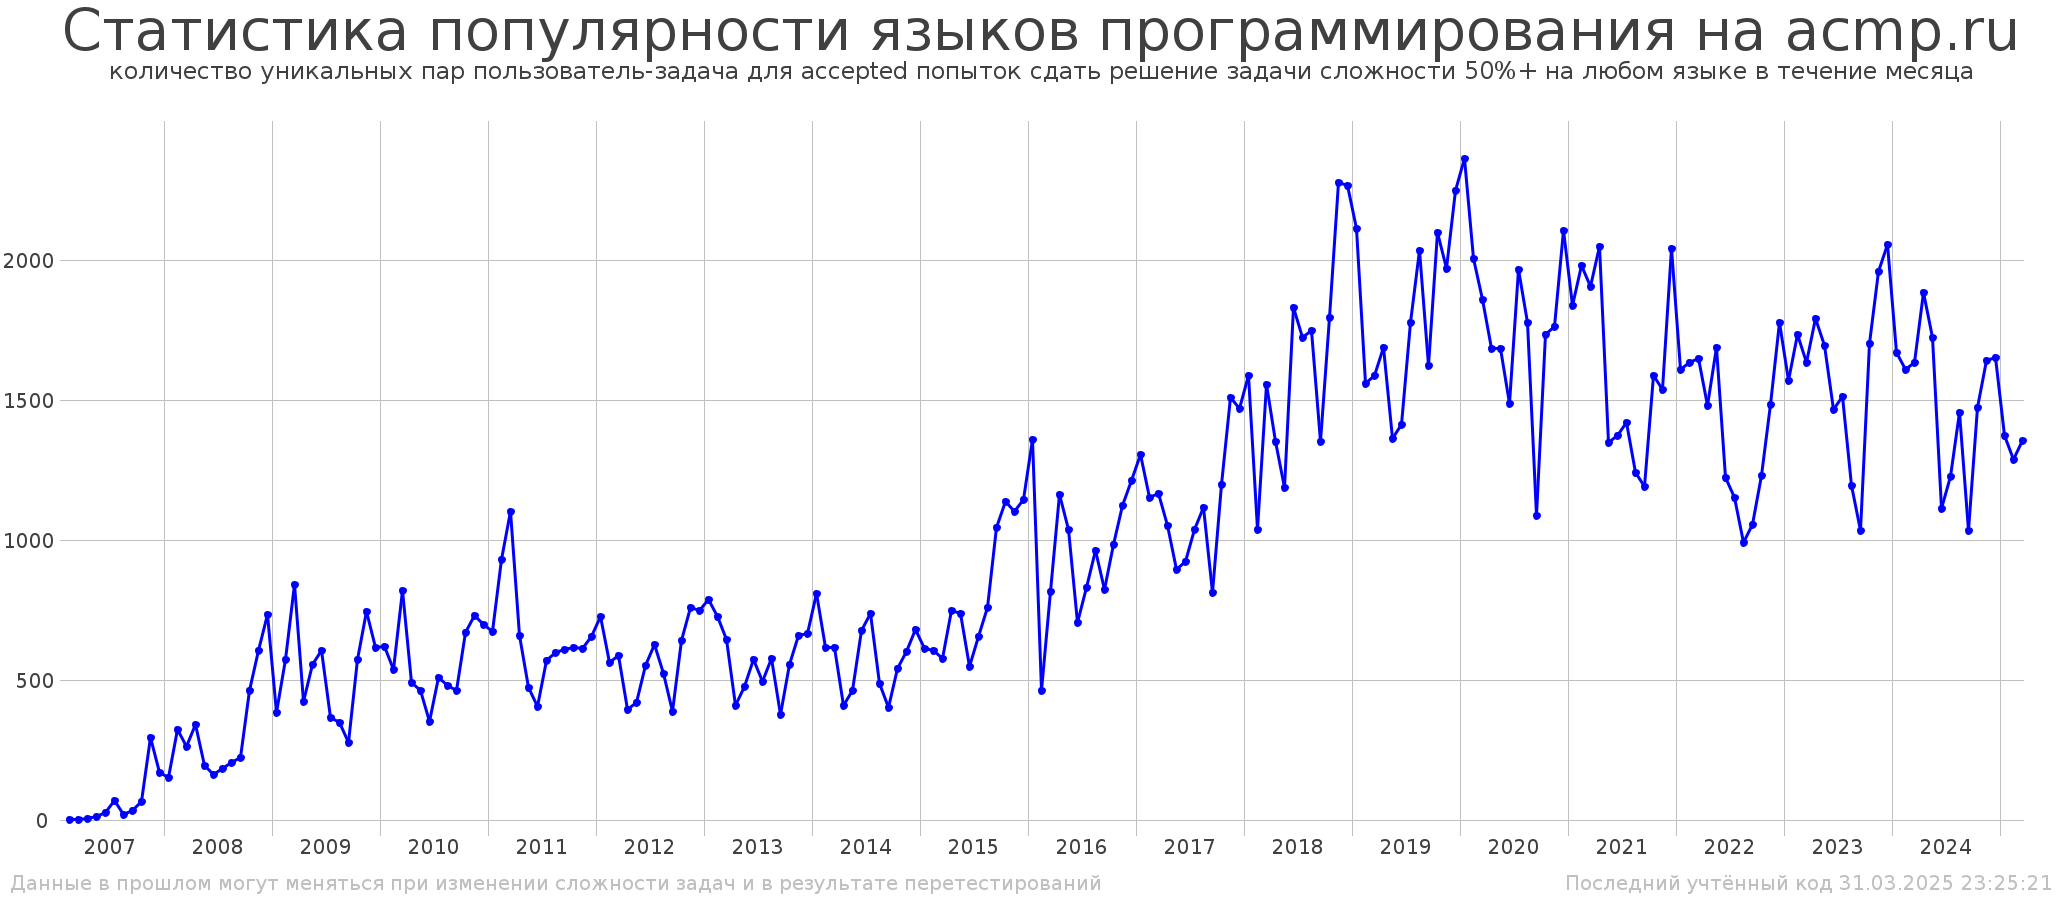 Статистика популярности языков программирования на acmp.ru
количество уникальных пар пользователь-задача для accepted попыток сдать решение задачи сложности 50%+ на любом языке в течение месяца
2000
1500
1000
500
0
2007 2008 2009 2010 2011 2012 2013 2014 2015 2016 2017 2018 2019 2020 2021 2022 2023 2024
Данные в прошлом могут меняться при изменении сложности задач и в результате перетестирований
Последний учтённый код 31.03.2025 23:25:21